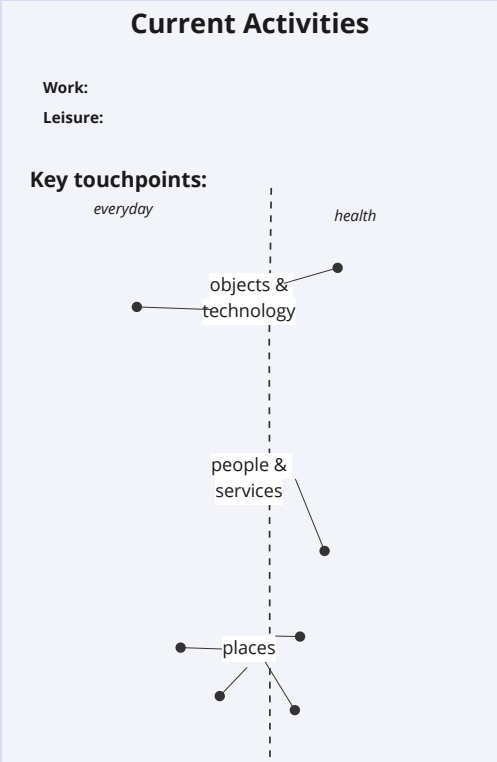 Current Activities
Work:
Leisure:
Key touchpoints:
everyday
health
objects &
technology
people &
services
places